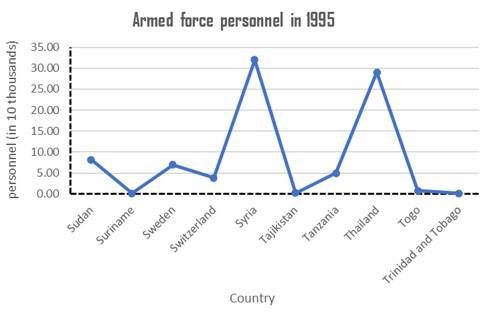 Armed force personnel in 1995
personnel (in 10 thousands)
35.00
30.00
25.00
20.00
15.00
10.00
5.00
0.00
Sudan
Suriname
Sweden
Switzerland
Syria
Tajikistan
Tanzania
Thailand
Togo
Trinidad and Tobago
Country